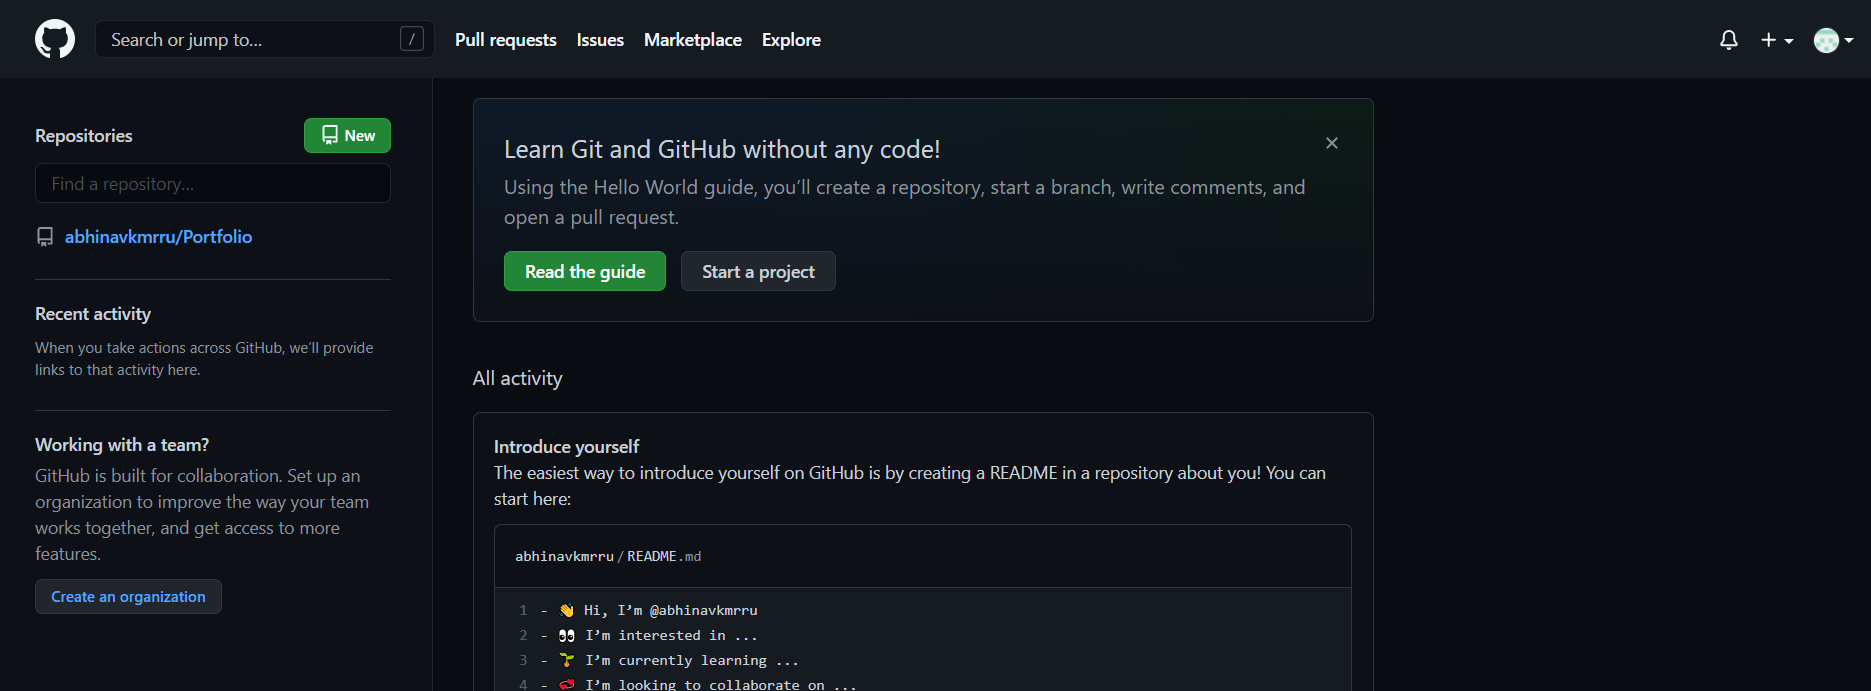 Search or jump to... /
Pull requests
Issues
Marketplace
Explore
Repositories
New
Find a repository...
abhinavkmrru/Portfolio
Recent activity
When you take actions across GitHub, we’ll provide
links to that activity here.
Working with a team?
GitHub is built for collaboration. Set up an
organization to improve the way your team
works together, and get access to more
features.
Create an organization
Learn Git and GitHub without any code!
Using the Hello World guide, you’ll create a repository, start a branch, write comments, and
open a pull request.
Read the guide
Start a project
All activity
Introduce yourself
The easiest way to introduce yourself on GitHub is by creating a README in a repository about you! You can
start here:
abhinavkmrru/README.md
1 - 👋 Hi, I’m @abhinavkmrru
2 - 👀 I’m interested in ...
3 - 🌱 I’m currently learning ...
4 - 💞️ I’m looking to collaborate on ...